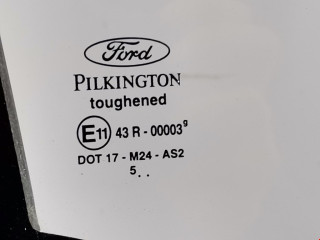 Ford
PILKINGTON
toughened
E11 43 R - 00003⁹
DOT 17 - M24 - AS2
5 . .